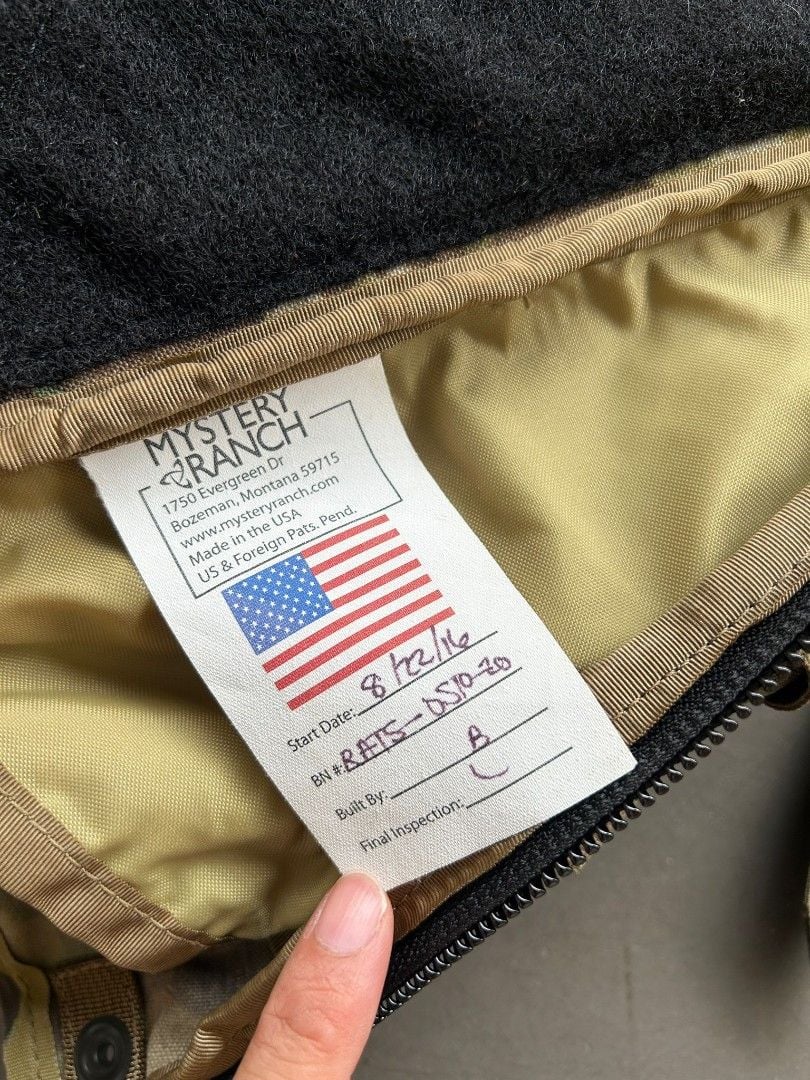 MYSTERY
RANCH
1750 Evergreen Dr
Bozeman, Montana 59715
www.mysteryranch.com
Made in the USA
US & Foreign Pats. Pend.
Start Date: 8/22/16
BN #: RATS-0510-20
Built By: B
Final Inspection: